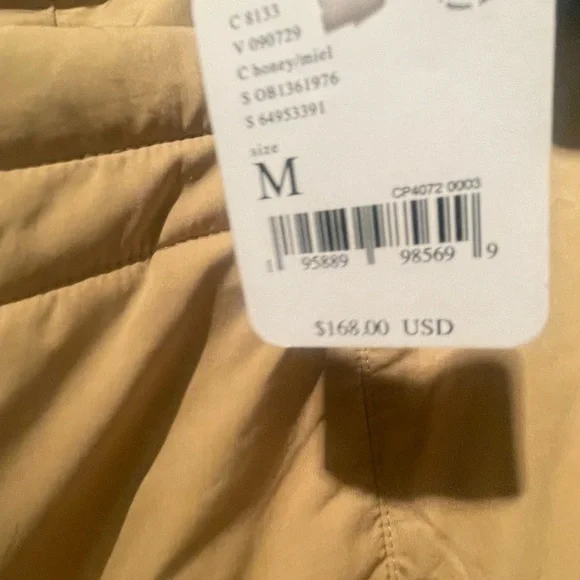 C 8133
V 090729
C honey/miel
S OB1361976
S 64953391
size
M
CP4072 0003
1 95889 98569 9
$168.00 USD